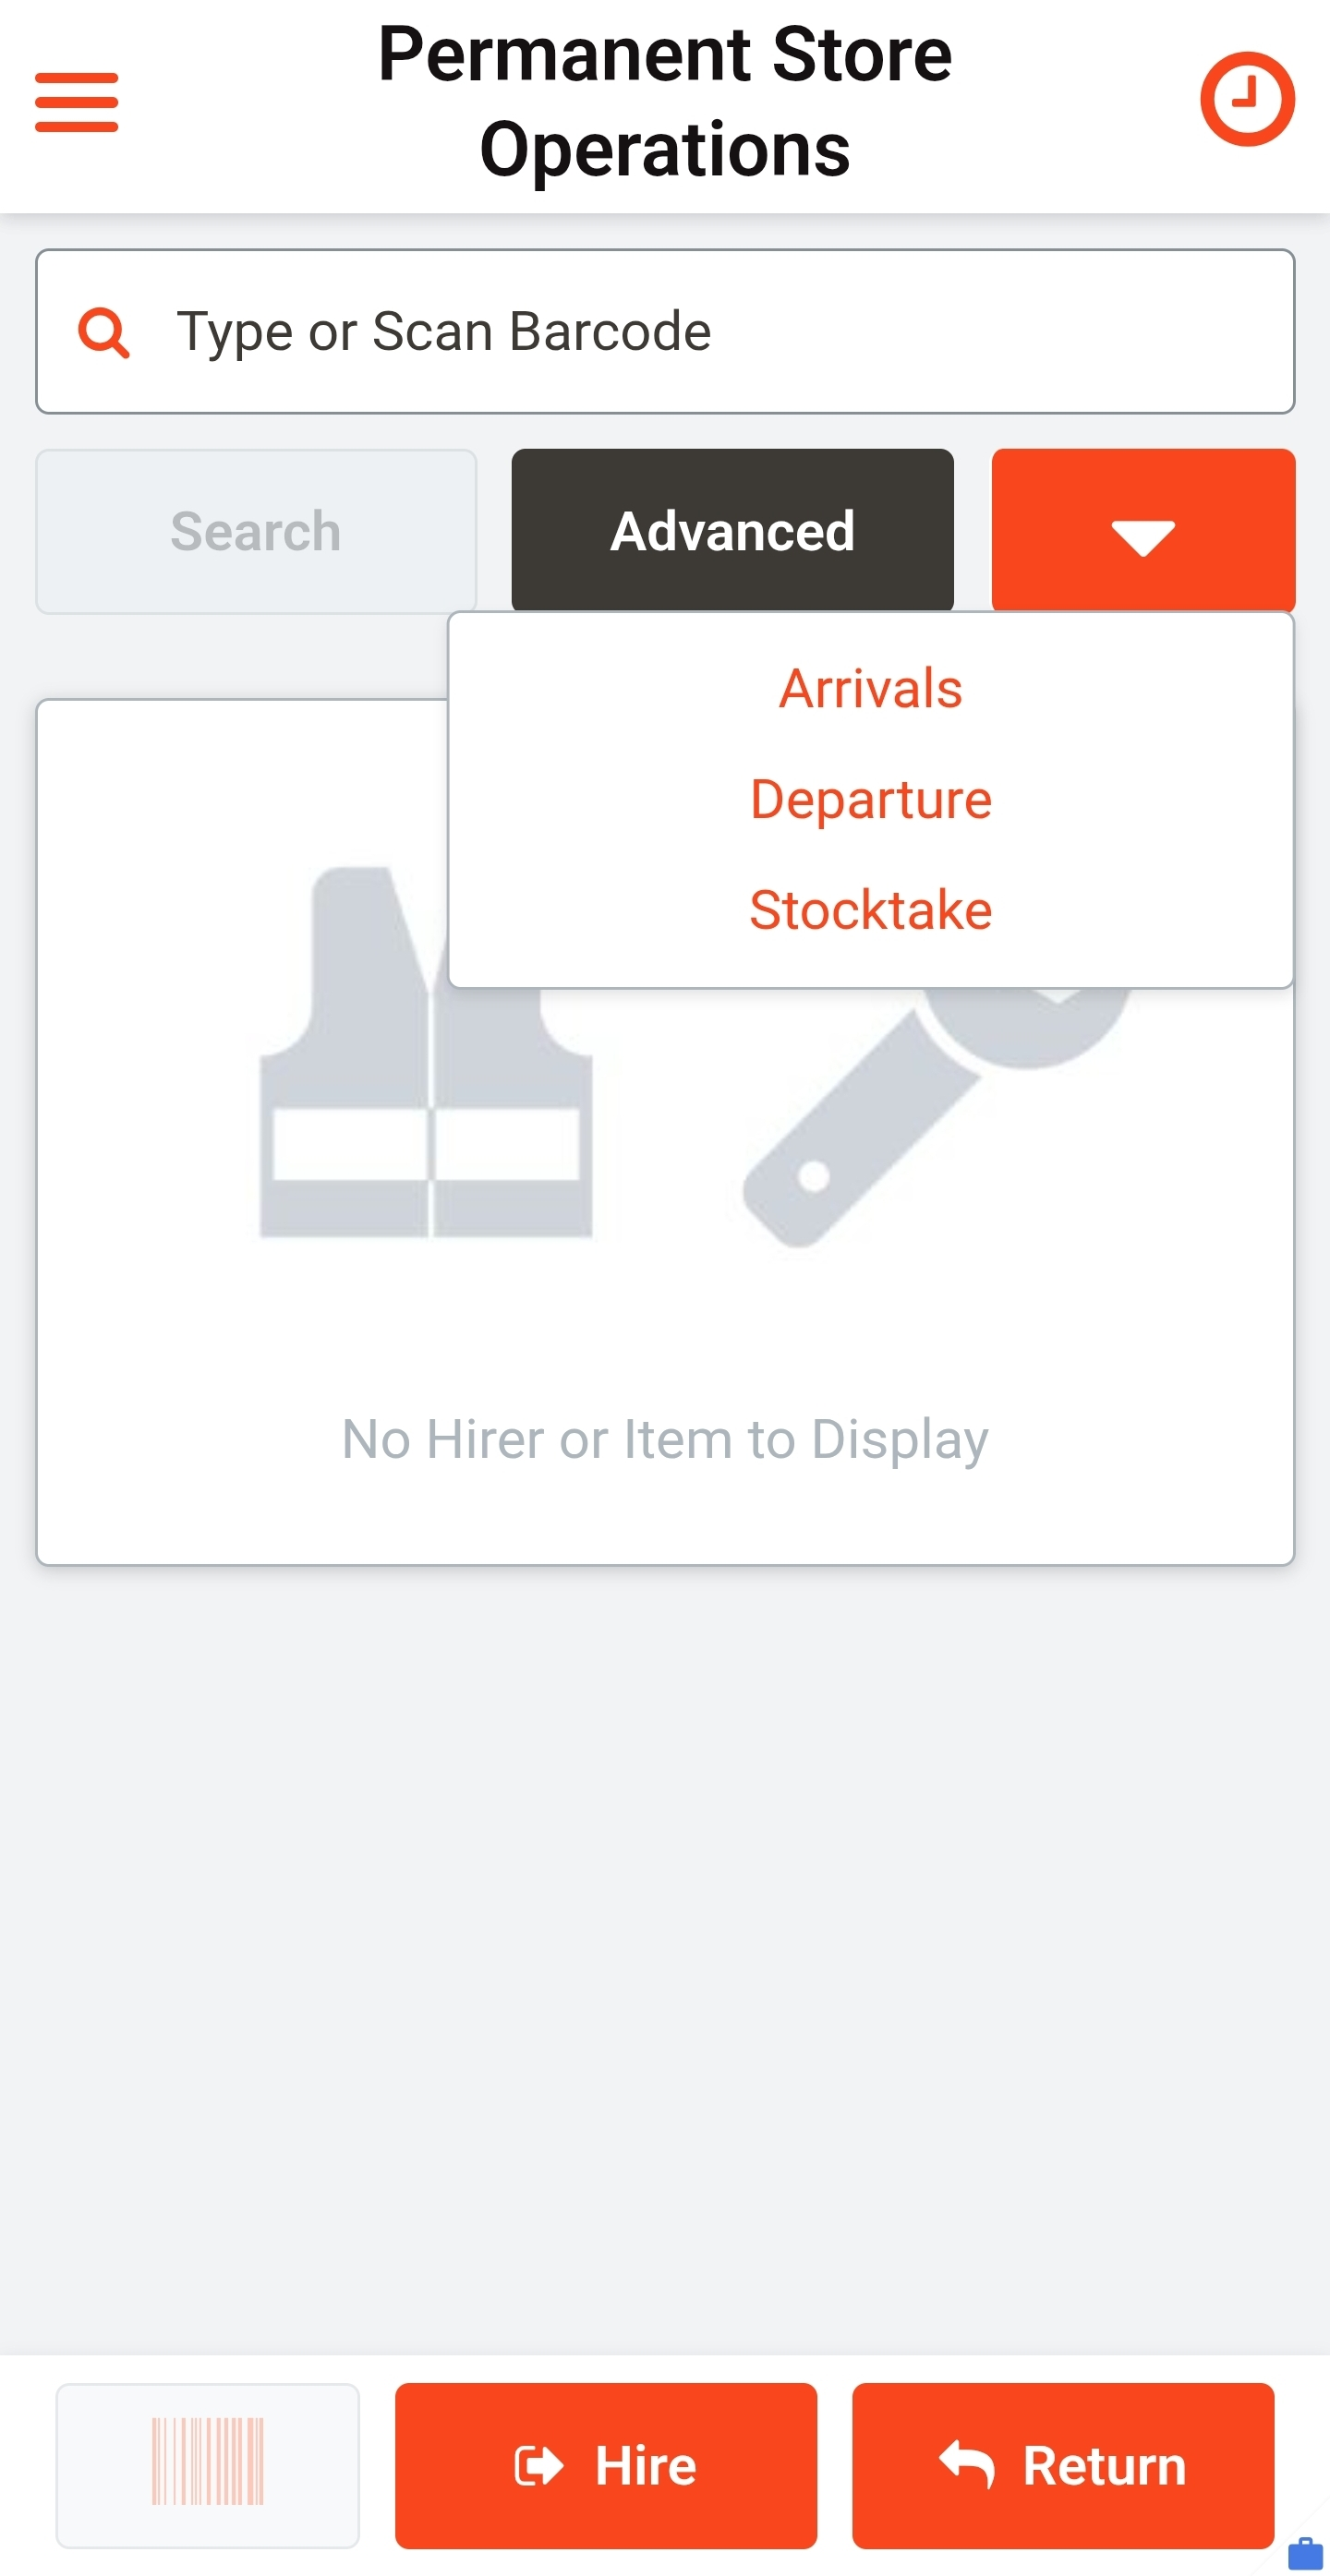 Permanent Store
Operations
Type or Scan Barcode
Search
Advanced
Arrivals
Departure
Stocktake
No Hirer or Item to Display
Hire
Return